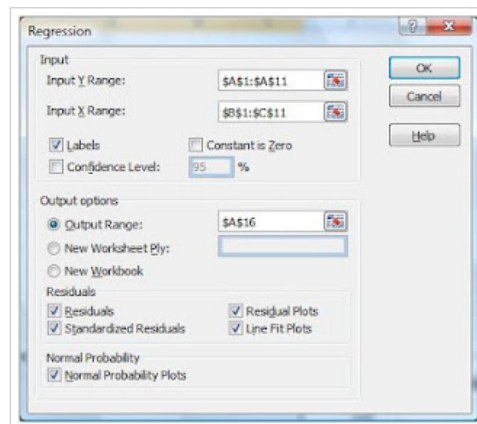 Regression
Input
Input Y Range: $A$1:$A$11
Input X Range: $B$1:$C$11
Labels Constant is Zero
Confidence Level: 95 %
OK
Cancel
Help
Output options
Output Range: $A$16
New Worksheet Ply:
New Workbook
Residuals
Residuals Residual Plots
Standardized Residuals Line Fit Plots
Normal Probability
Normal Probability Plots